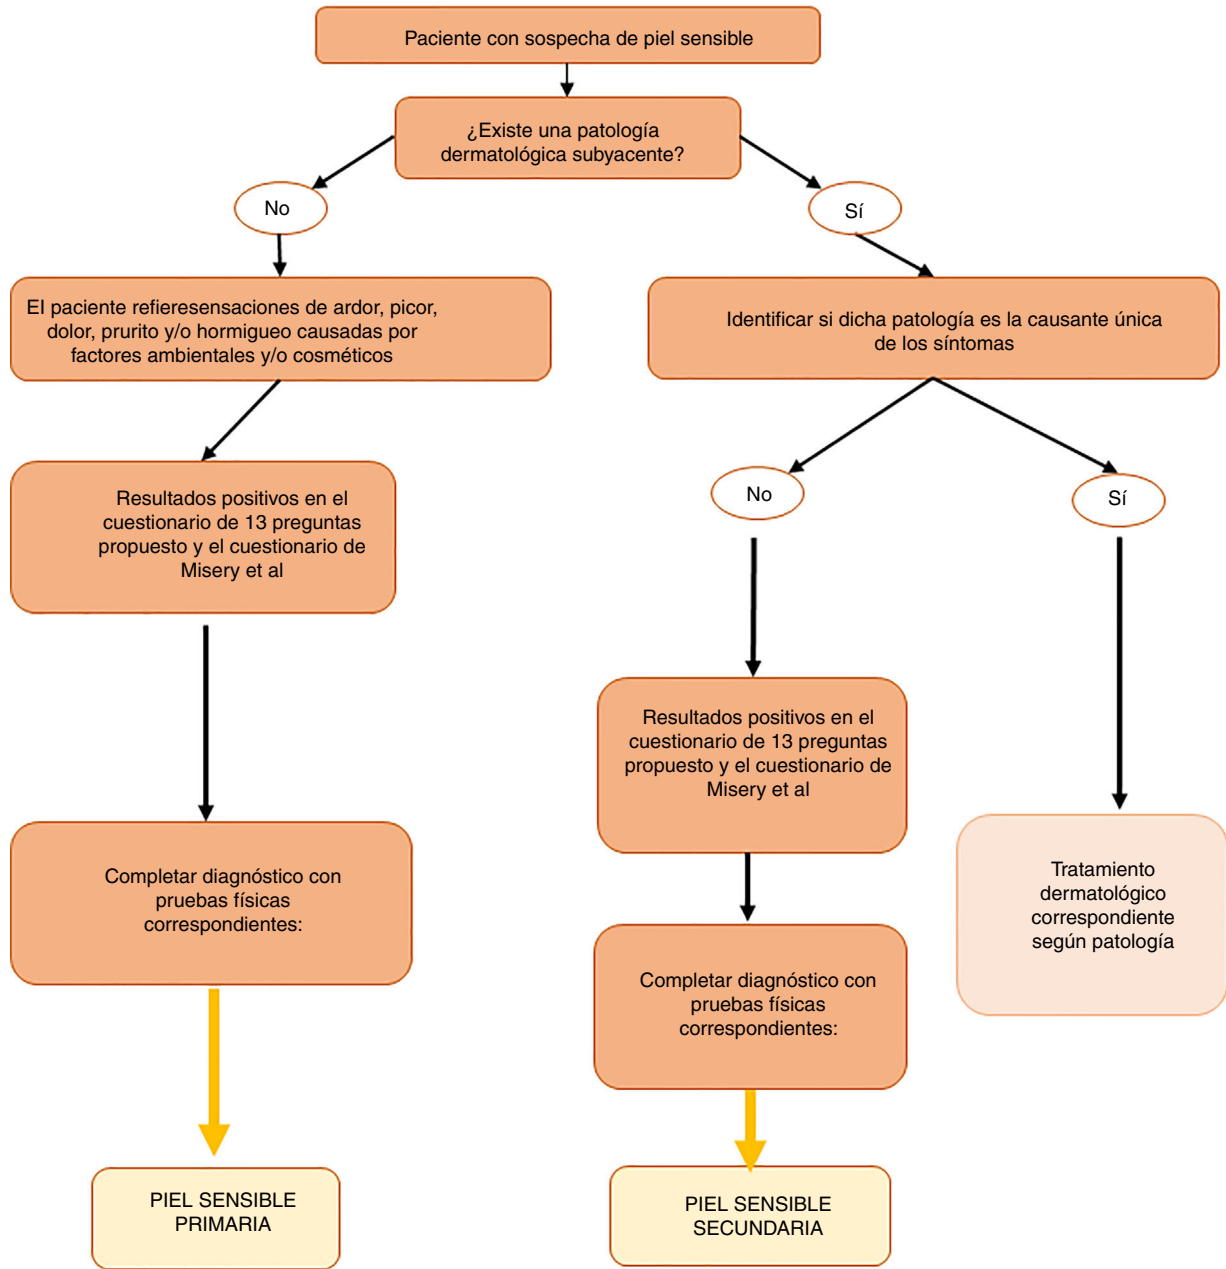 Paciente con sospecha de piel sensible
¿Existe una patología
dermatológica subyacente?
No
Sí
El paciente refieresensaciones de ardor, picor,
dolor, prurito y/o hormigueo causadas por
factores ambientales y/o cosméticos
Identificar si dicha patología es la causante única
de los síntomas
Resultados positivos en el
cuestionario de 13 preguntas
propuesto y el cuestionario de
Misery et al
No
Sí
Resultados positivos en el
cuestionario de 13 preguntas
propuesto y el cuestionario de
Misery et al
Completar diagnóstico con
pruebas físicas
correspondientes:
Tratamiento
dermatológico
correspondiente
según patología
Completar diagnóstico con
pruebas físicas
correspondientes:
PIEL SENSIBLE
PRIMARIA
PIEL SENSIBLE
SECUNDARIA